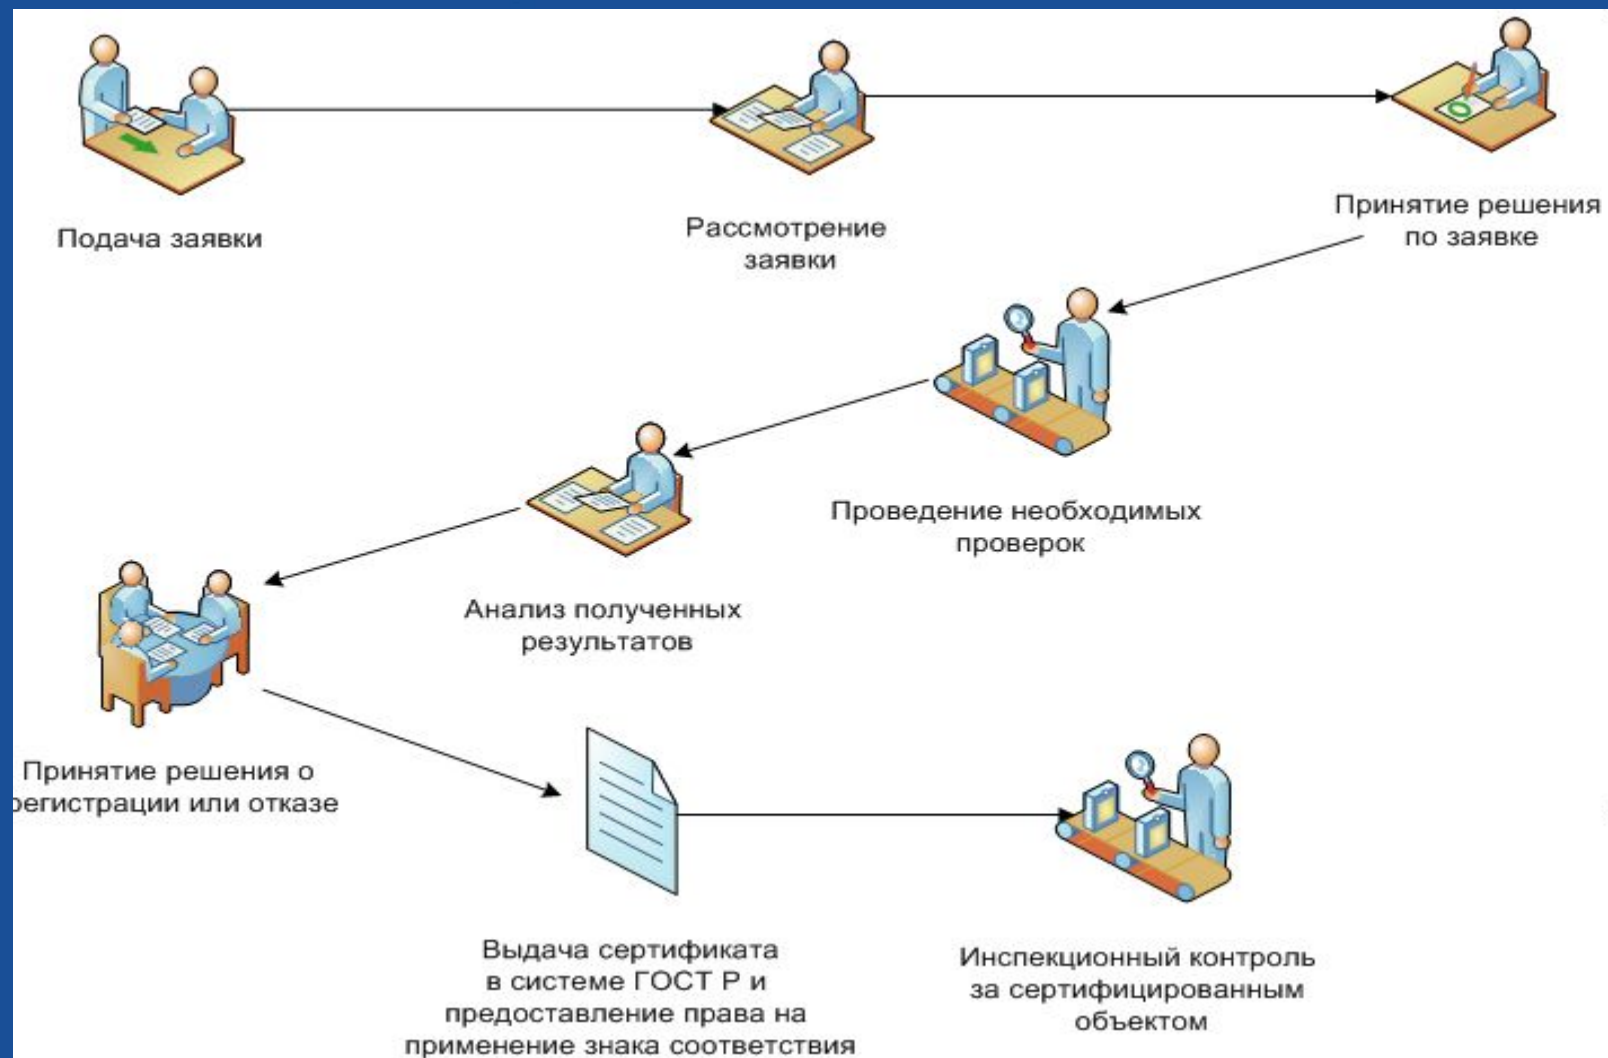 Подача заявки
Рассмотрение
заявки
Принятие решения
по заявке
Проведение необходимых
проверок
Анализ полученных
результатов
Принятие решения о
регистрации или отказе
Выдача сертификата
в системе ГОСТ Р и
предоставление права на
применение знака соответствия
Инспекционный контроль
за сертифицированным
объектом